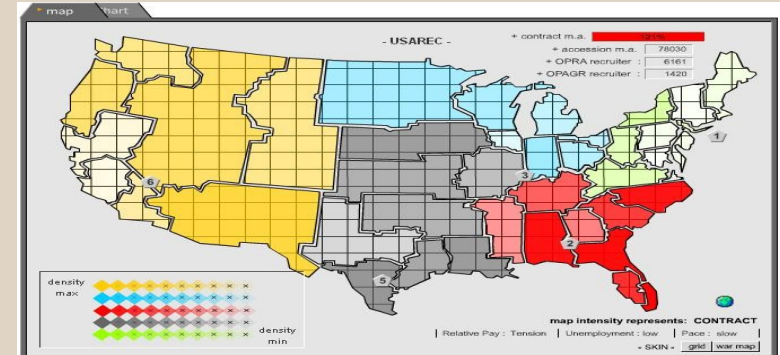 map chart
- USAREC -
+ contract m.a.
+ accession m.a. 78030
+ OPRA recruiter : 6161
+ OPAGR recruiter : 1420
1
6
3
2
5
density
max
density
min
map intensity represents: CONTRACT
| Relative Pay : Tension | Unemployment : low | Pace : slow |
- SKIN - grid war map